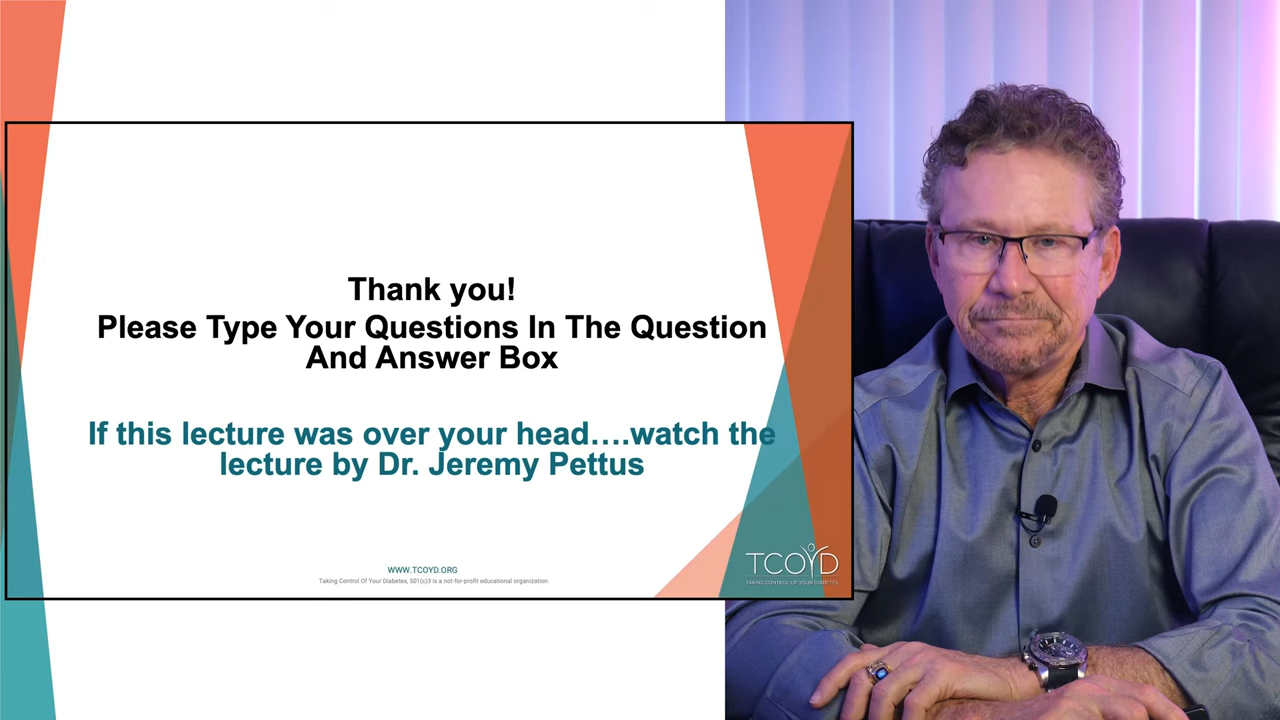 Thank you!
Please Type Your Questions In The Question
And Answer Box
If this lecture was over your head….watch the
lecture by Dr. Jeremy Pettus
WWW.TCOYD.ORG
Taking Control Of Your Diabetes, 501(c)3 is a not-for-profit educational organization.
TCOYD
TAKING CONTROL OF YOUR DIABETES